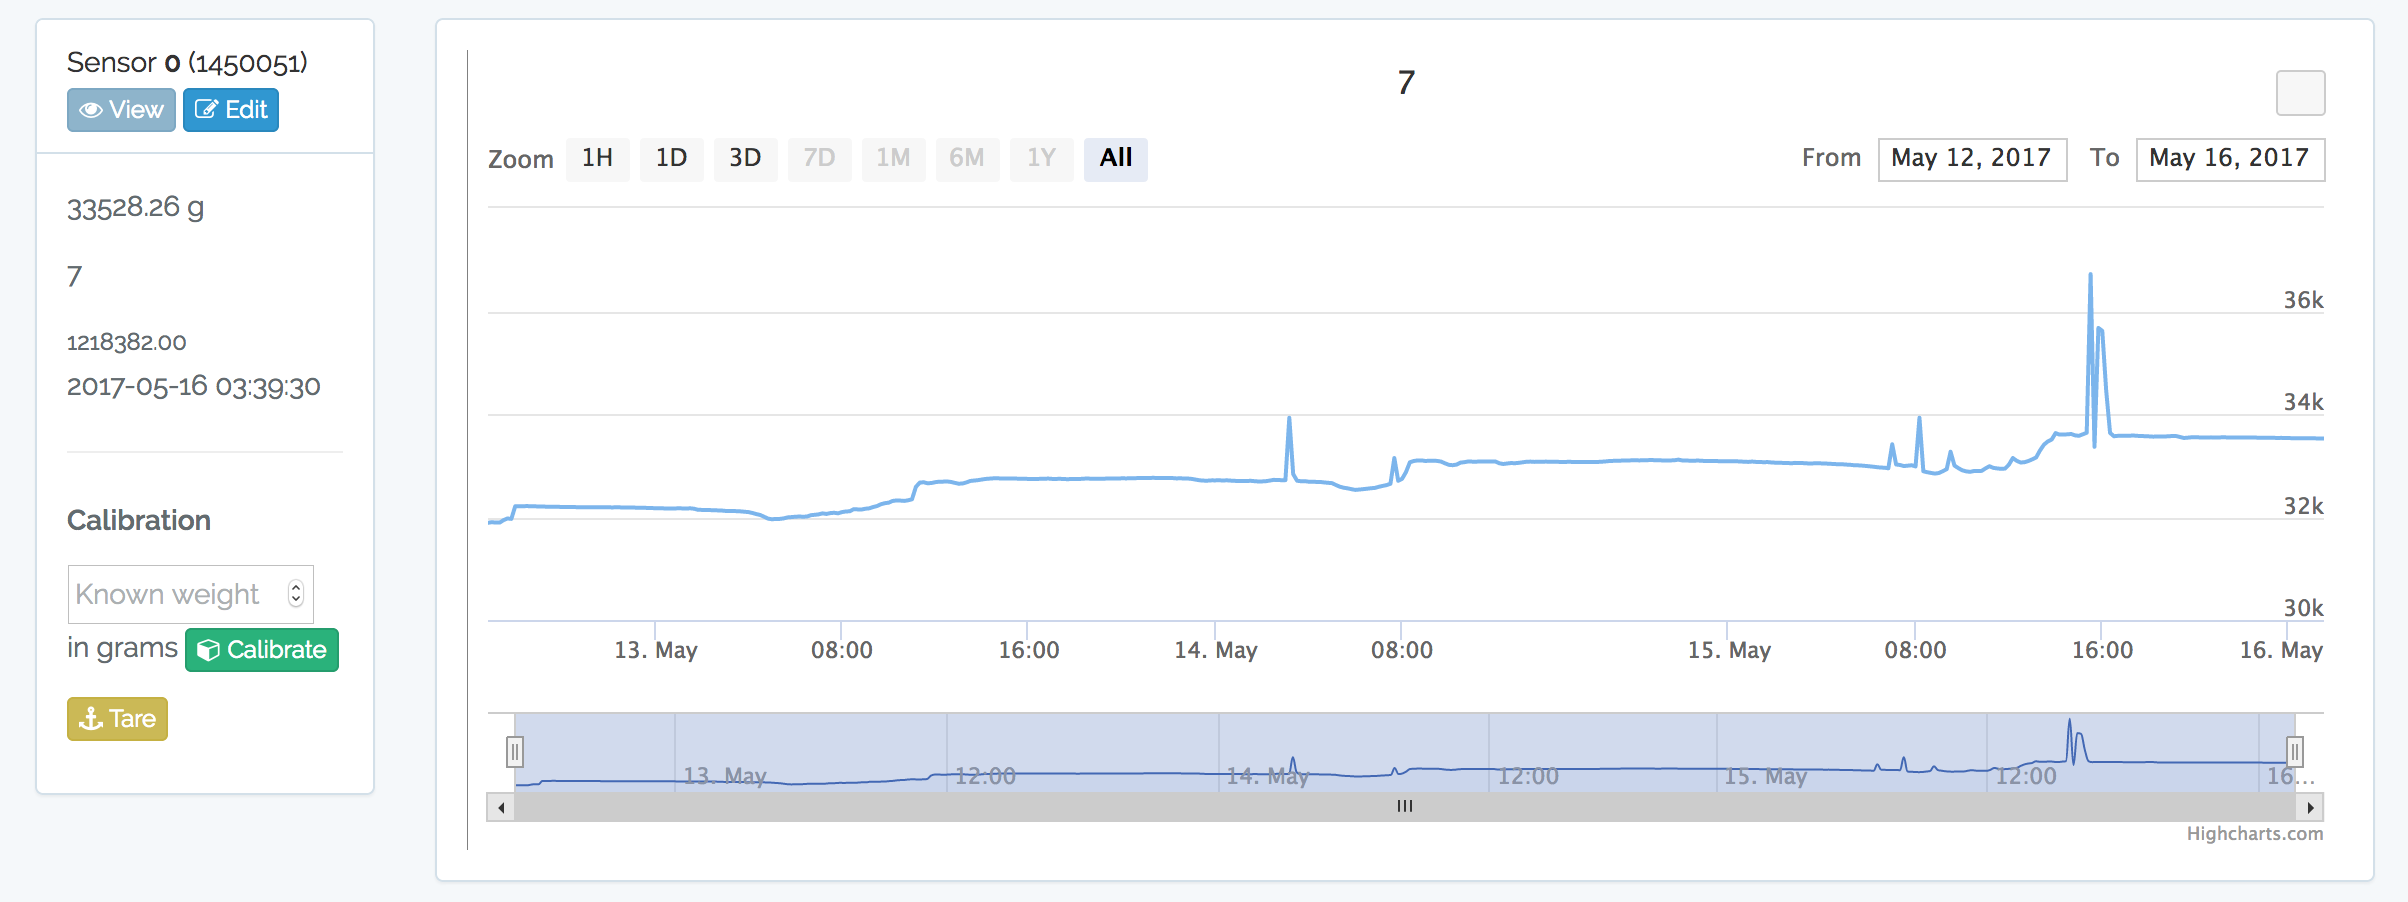 Sensor 0 (1450051)
View Edit
33528.26 g
7
1218382.00
2017-05-16 03:39:30
Calibration
Known weight
in grams Calibrate
Tare
7
Zoom 1H 1D 3D 7D 1M 6M 1Y All From May 12, 2017 To May 16, 2017
36k
34k
32k
30k
13. May 08:00 16:00 14. May 08:00 15. May 08:00 16:00 16. May
13. May 12:00 14. May 12:00 15. May 12:00 16...
Highcharts.com